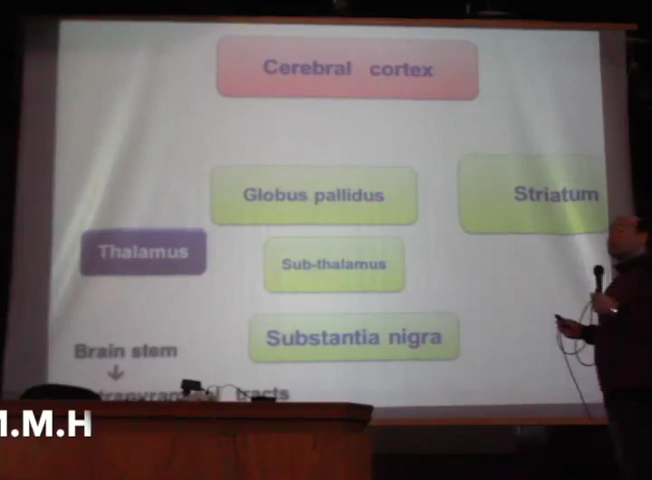 Cerebral cortex
Globus pallidus
Striatum
Thalamus
Sub-thalamus
Substantia nigra
Brain stem
↓
tracts
M.H